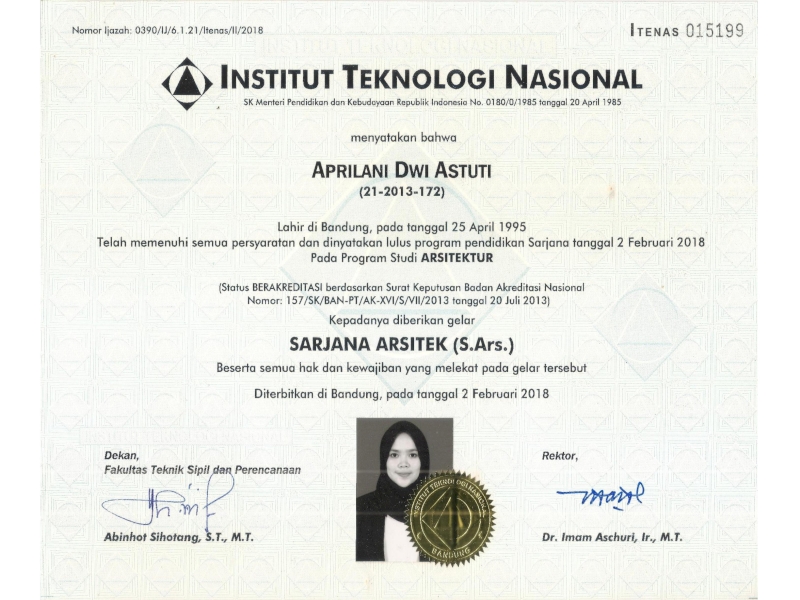 Nomor Ijazah: 0390/IJ/6.1.21/Itenas/II/2018
ITENAS 015199
INSTITUT TEKNOLOGI NASIONAL
SK Menteri Pendidikan dan Kebudayaan Republik Indonesia No. 0180/0/1985 tanggal 20 April 1985
menyatakan bahwa
APRILANI DWI ASTUTI
(21-2013-172)
Lahir di Bandung, pada tanggal 25 April 1995
Telah memenuhi semua persyaratan dan dinyatakan lulus program pendidikan Sarjana tanggal 2 Februari 2018
Pada Program Studi ARSITEKTUR
(Status BERAKREDITASI berdasarkan Surat Keputusan Badan Akreditasi Nasional
Nomor: 157/SK/BAN-PT/AK-XVI/S/VII/2013 tanggal 20 Juli 2013)
Kepadanya diberikan gelar
SARJANA ARSITEK (S.Ars.)
Beserta semua hak dan kewajiban yang melekat pada gelar tersebut
Diterbitkan di Bandung, pada tanggal 2 Februari 2018
Dekan,
Fakultas Teknik Sipil dan Perencanaan
Abinhot Sihotang, S.T., M.T.
INSTITUT TEKNOLOGI NASIONAL
BANDUNG
Rektor,
Dr. Imam Aschuri, Ir., M.T.